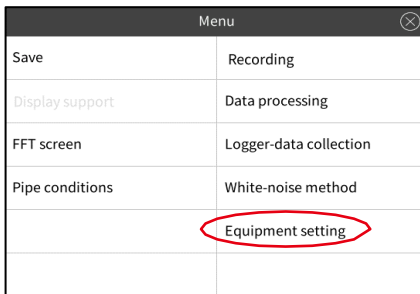 Menu
Save
Recording
Display support
Data processing
FFT screen
Logger-data collection
Pipe conditions
White-noise method
Equipment setting